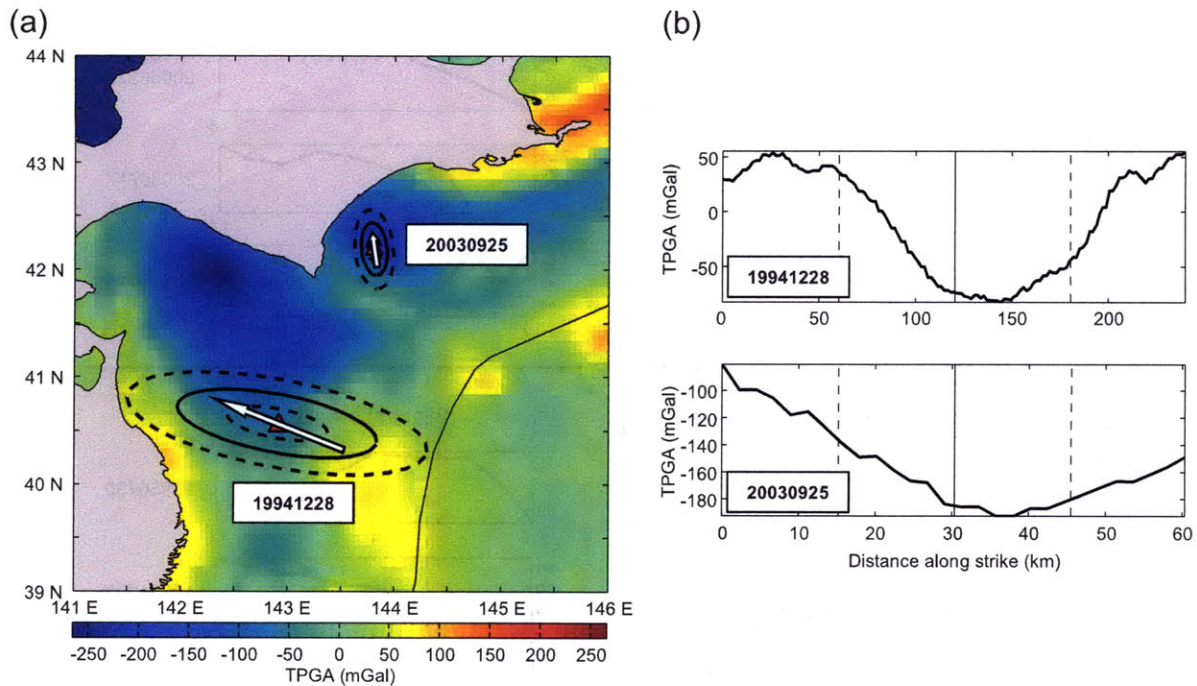 (a)
44 N
43 N
42 N
41 N
40 N
39 N
141 E 142 E 143 E 144 E 145 E 146 E
20030925
19941228
-250 -200 -150 -100 -50 0 50 100 150 200 250
TPGA (mGal)
(b)
TPGA (mGal)
50
0
-50
19941228
0 50 100 150 200
TPGA (mGal)
-100
-120
-140
-160
-180
20030925
0 10 20 30 40 50 60
Distance along strike (km)